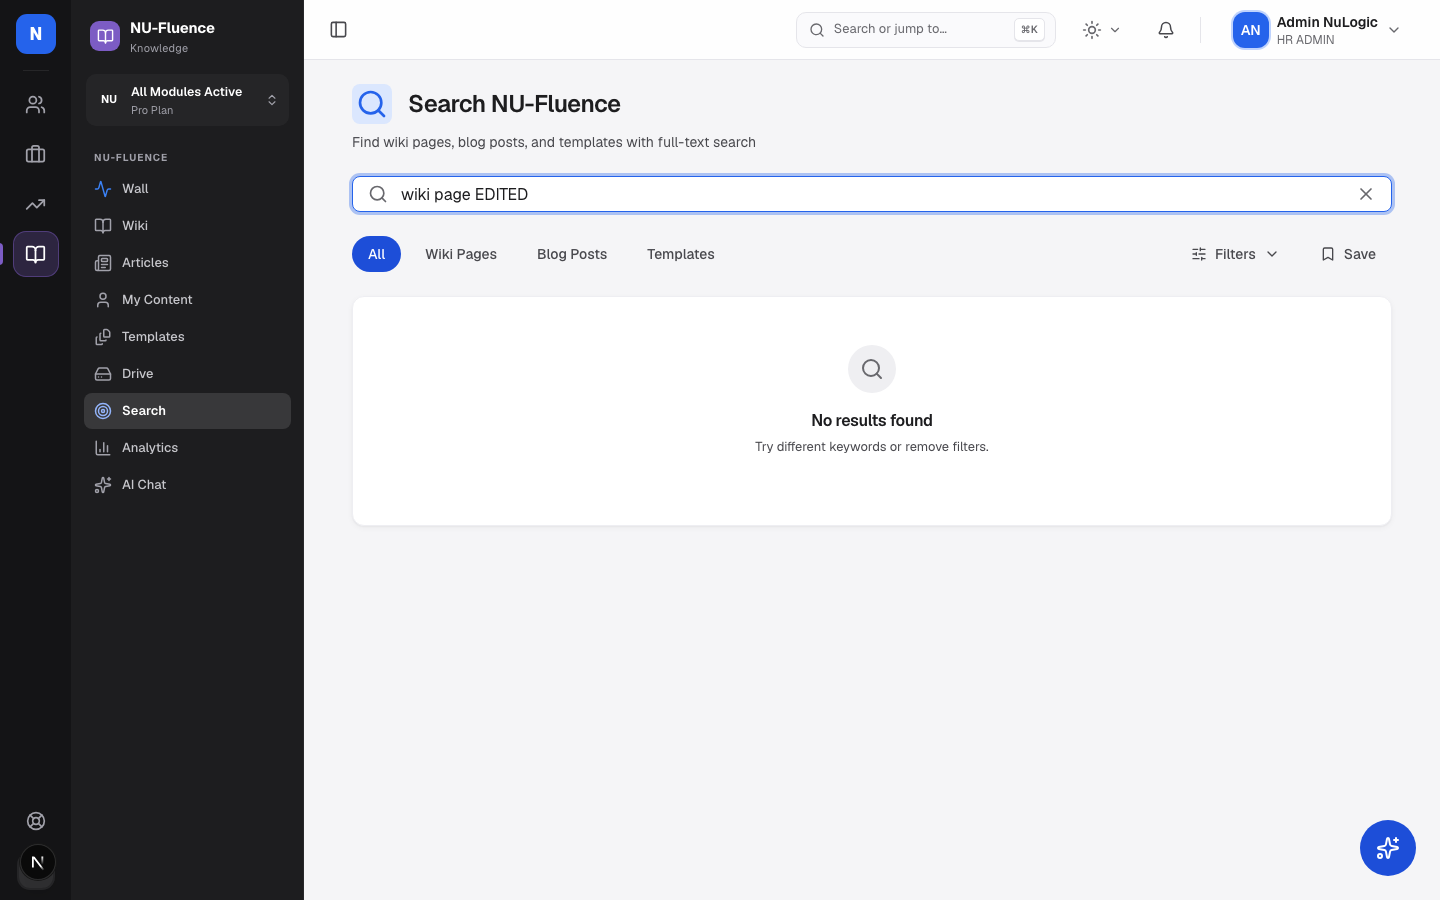 N
NU-Fluence
Knowledge
NU
All Modules Active
Pro Plan
NU-FLUENCE
Wall
Wiki
Articles
My Content
Templates
Drive
Search
Analytics
AI Chat
N
Search or jump to...
⌘K
AN
Admin NuLogic
HR ADMIN
Search NU-Fluence
Find wiki pages, blog posts, and templates with full-text search
wiki page EDITED
All
Wiki Pages
Blog Posts
Templates
Filters
Save
No results found
Try different keywords or remove filters.